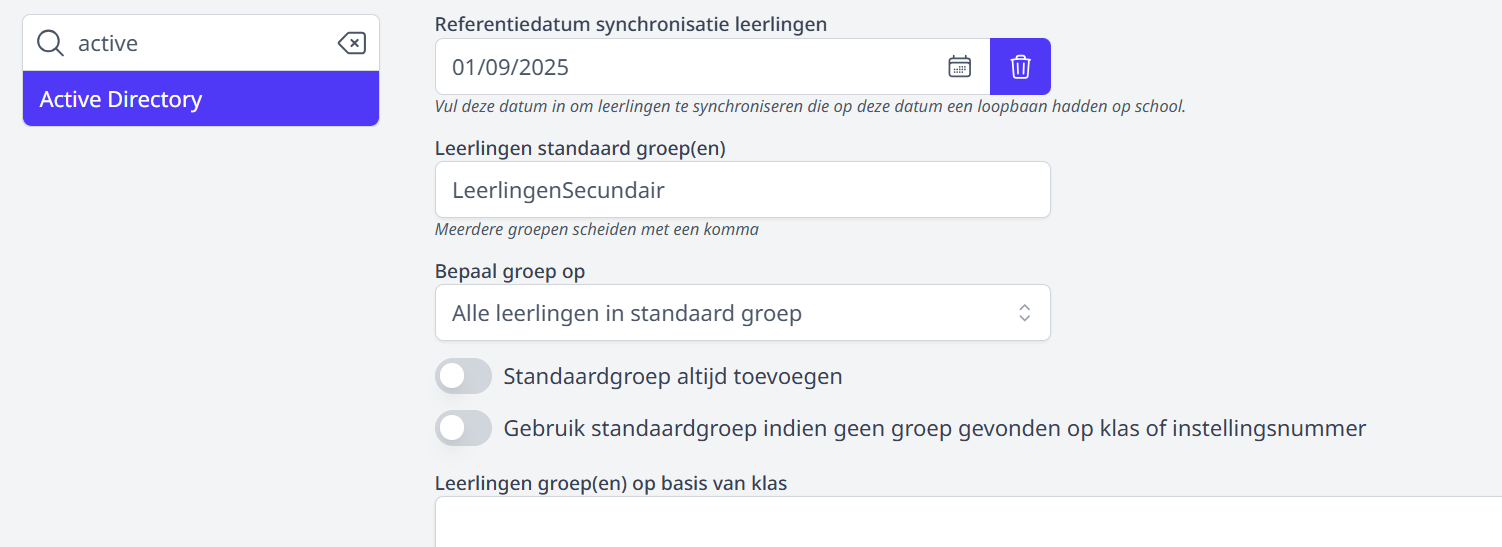 active
Active Directory
Referentiedatum synchronisatie leerlingen
01/09/2025
Vul deze datum in om leerlingen te synchroniseren die op deze datum een loopbaan hadden op school.
Leerlingen standaard groep(en)
LeerlingenSecundair
Meerdere groepen scheiden met een komma
Bepaal groep op
Alle leerlingen in standaard groep
Standaardgroep altijd toevoegen
Gebruik standaardgroep indien geen groep gevonden op klas of instellingsnummer
Leerlingen groep(en) op basis van klas